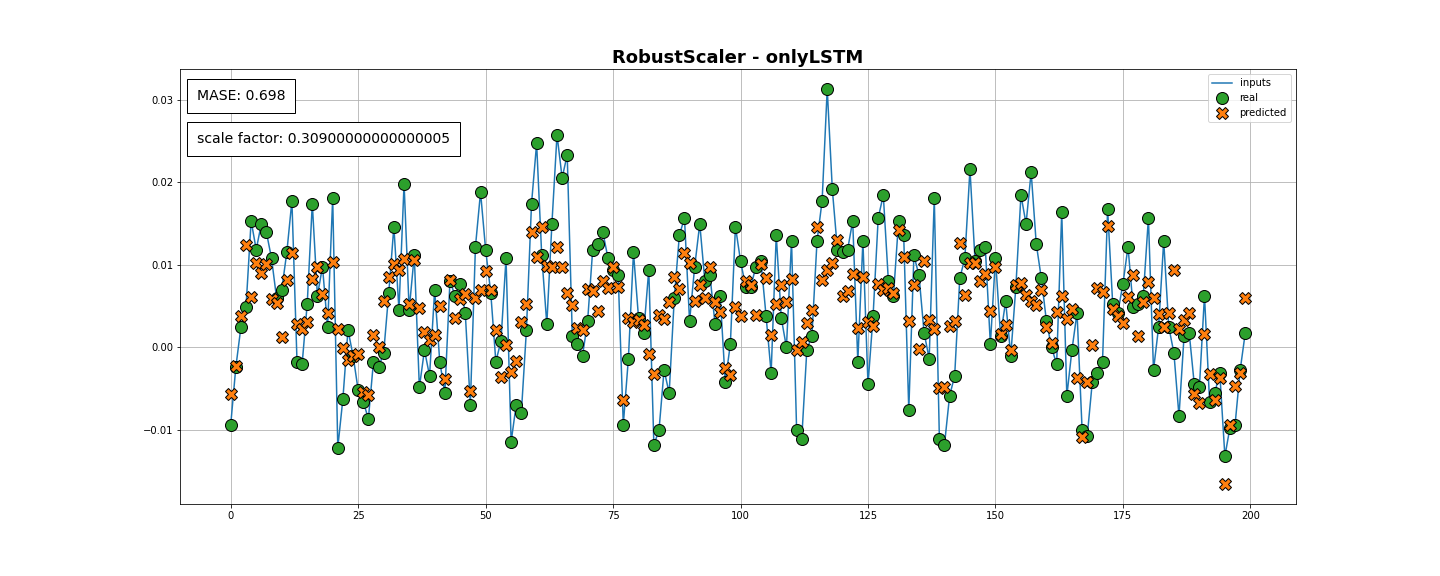 RobustScaler - onlyLSTM
MASE: 0.698
scale factor: 0.30900000000000005
inputs
real
predicted
0.03
0.02
0.01
0.00
−0.01
0
25
50
75
100
125
150
175
200